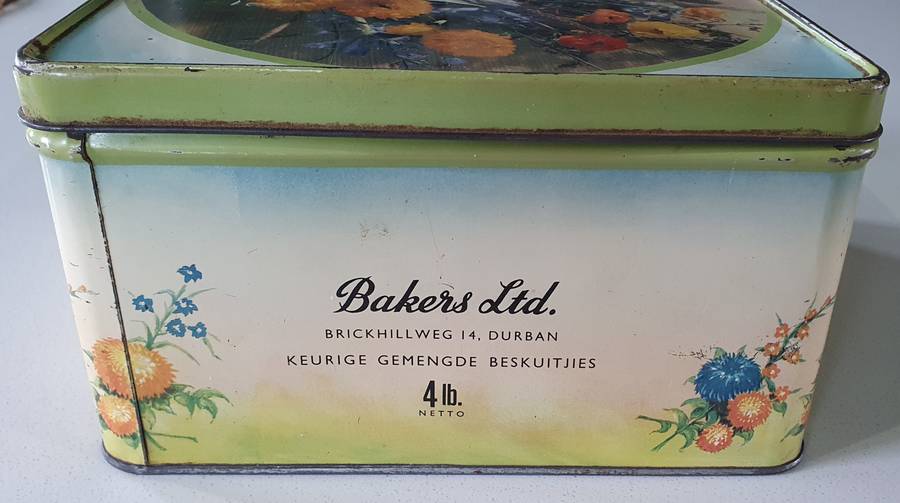 Bakers Ltd.
BRICKHILLWEG 14, DURBAN
KEURIGE GEMENGDE BESKUITJIES
4 lb.
NETTO